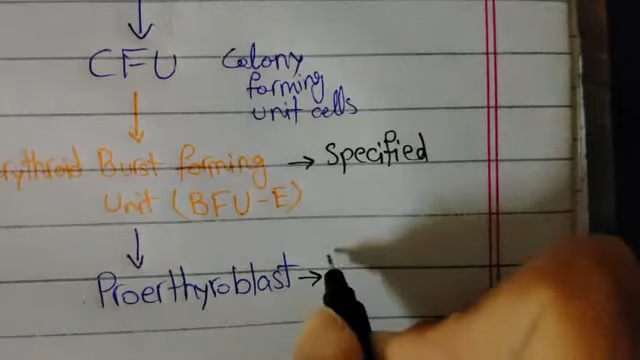 CFU Colony
forming
unit cells
Burst forming → Specified
Unit (BFU-E)
Proerthyroblast →